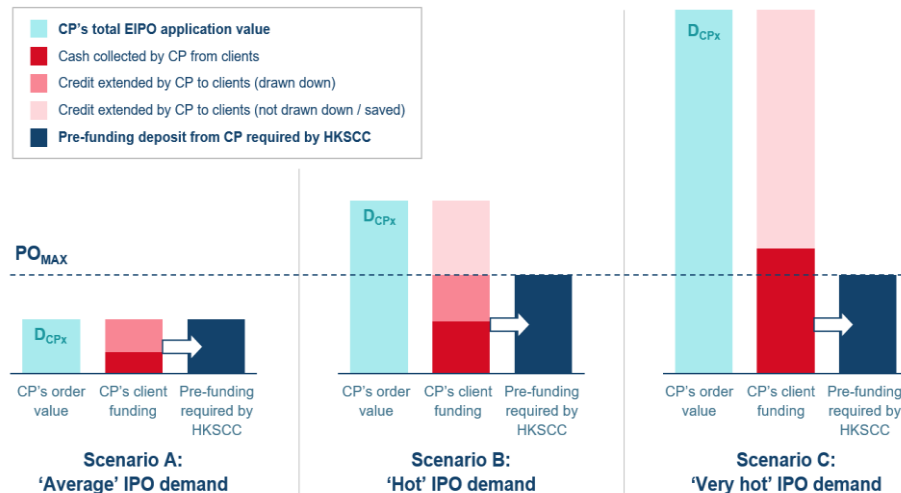 CP's total EIPO application value
Cash collected by CP from clients
Credit extended by CP to clients (drawn down)
Credit extended by CP to clients (not drawn down / saved)
Pre-funding deposit from CP required by HKSCC
PO_MAX
D_CPx
CP's order
value
CP's client
funding
Pre-funding
required by
HKSCC
Scenario A:
‘Average’ IPO demand
D_CPx
CP's order
value
CP's client
funding
Pre-funding
required by
HKSCC
Scenario B:
‘Hot’ IPO demand
D_CPx
CP's order
value
CP's client
funding
Pre-funding
required by
HKSCC
Scenario C:
‘Very hot’ IPO demand